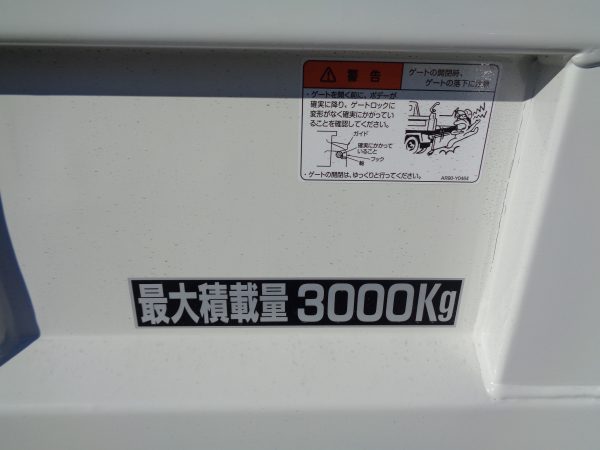 警告
ゲートの開閉時、
ゲートの落下に注意
・ゲートを開く前に、ボデーが
確実に降り、ゲートロックに
変形がなく確実にかかってい
ることを確認してください。
ガイド
確実にかかって
いること
フック
軸
・ゲートの開閉は、ゆっくりと行ってください。
最大積載量 3000Kg